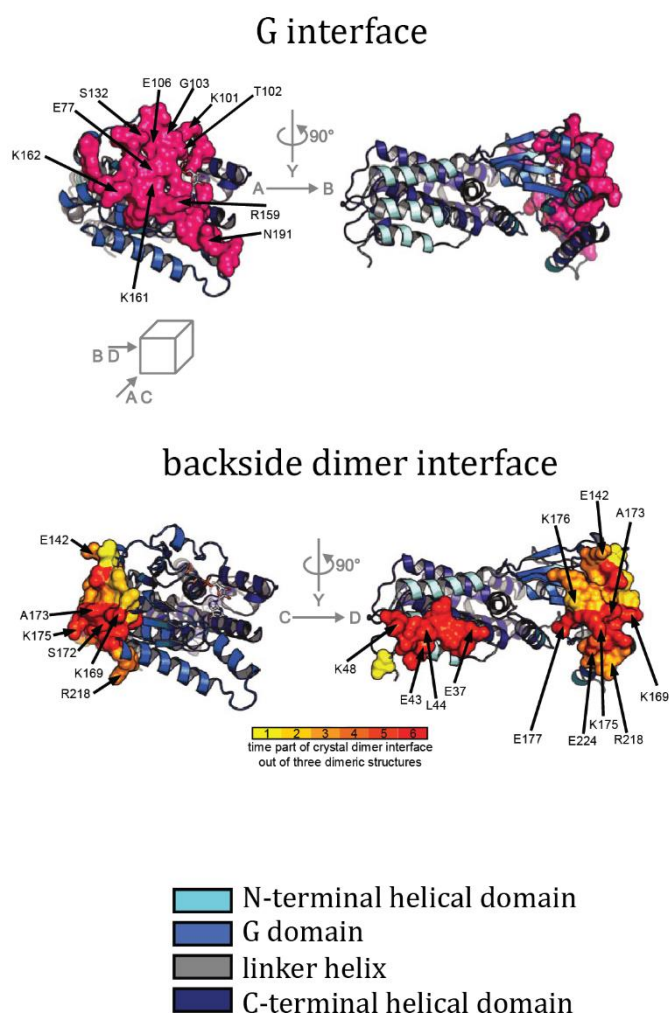 G interface
E106 G103
S132 K101
E77 T102
K162
90°
Y
A B
R159
N191
K161
B D
A C
backside dimer interface
E142
A173
K175
S172
K169
R218
90°
Y
C D
E142
K176 A173
K48
E43
L44
E37
K169
K175
E177 E224 R218
1 2 3 4 5 6
time part of crystal dimer interface
out of three dimeric structures
N-terminal helical domain
G domain
linker helix
C-terminal helical domain